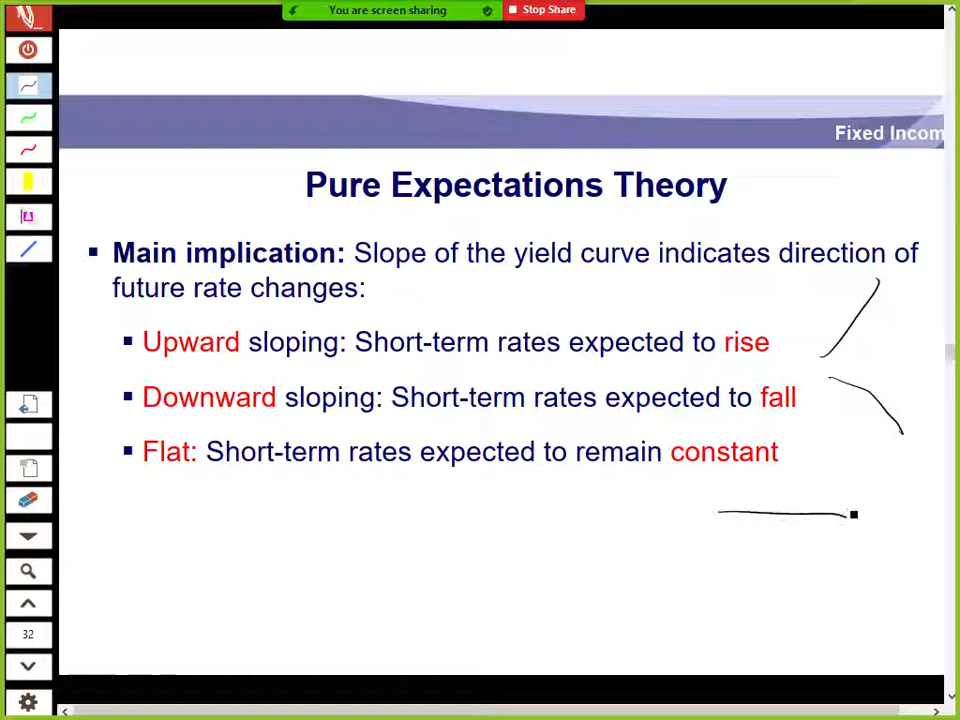 You are screen sharing
Stop Share
Fixed Incom
Pure Expectations Theory
Main implication: Slope of the yield curve indicates direction of
future rate changes:
Upward sloping: Short-term rates expected to rise
Downward sloping: Short-term rates expected to fall
Flat: Short-term rates expected to remain constant
32